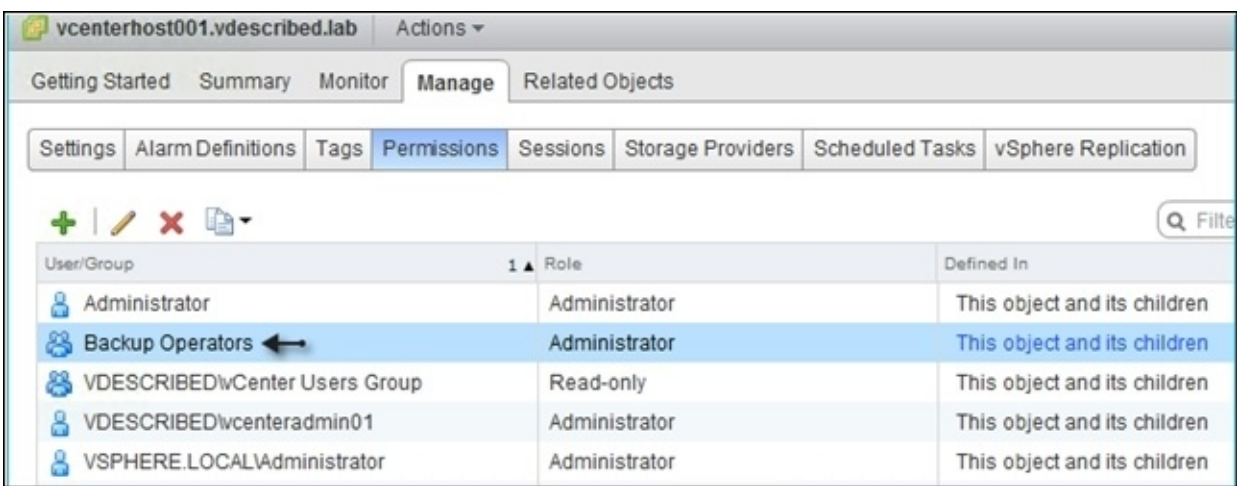 vcenterhost001.vdescribed.lab Actions
Getting Started Summary Monitor Manage Related Objects
Settings Alarm Definitions Tags Permissions Sessions Storage Providers Scheduled Tasks vSphere Replication
Filte
User/Group 1 Role Defined In
Administrator Administrator This object and its children
Backup Operators Administrator This object and its children
VDESCRIBED\vCenter Users Group Read-only This object and its children
VDESCRIBED\vcenteradmin01 Administrator This object and its children
VSPHERE.LOCAL\Administrator Administrator This object and its children